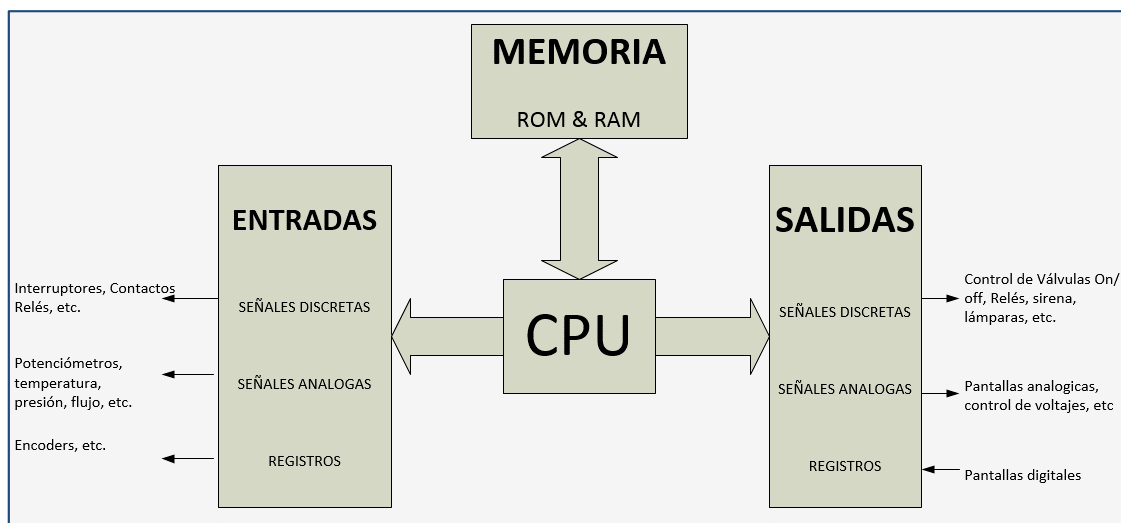 MEMORIA
ROM & RAM
ENTRADAS
SEÑALES DISCRETAS
SEÑALES ANALOGAS
REGISTROS
Interruptores, Contactos
Relés, etc.
Potenciómetros,
temperatura,
presión, flujo, etc.
Encoders, etc.
CPU
SALIDAS
SEÑALES DISCRETAS
SEÑALES ANALOGAS
REGISTROS
Control de Válvulas On/
off, Relés, sirena,
lámparas, etc.
Pantallas analogicas,
control de voltajes, etc
Pantallas digitales